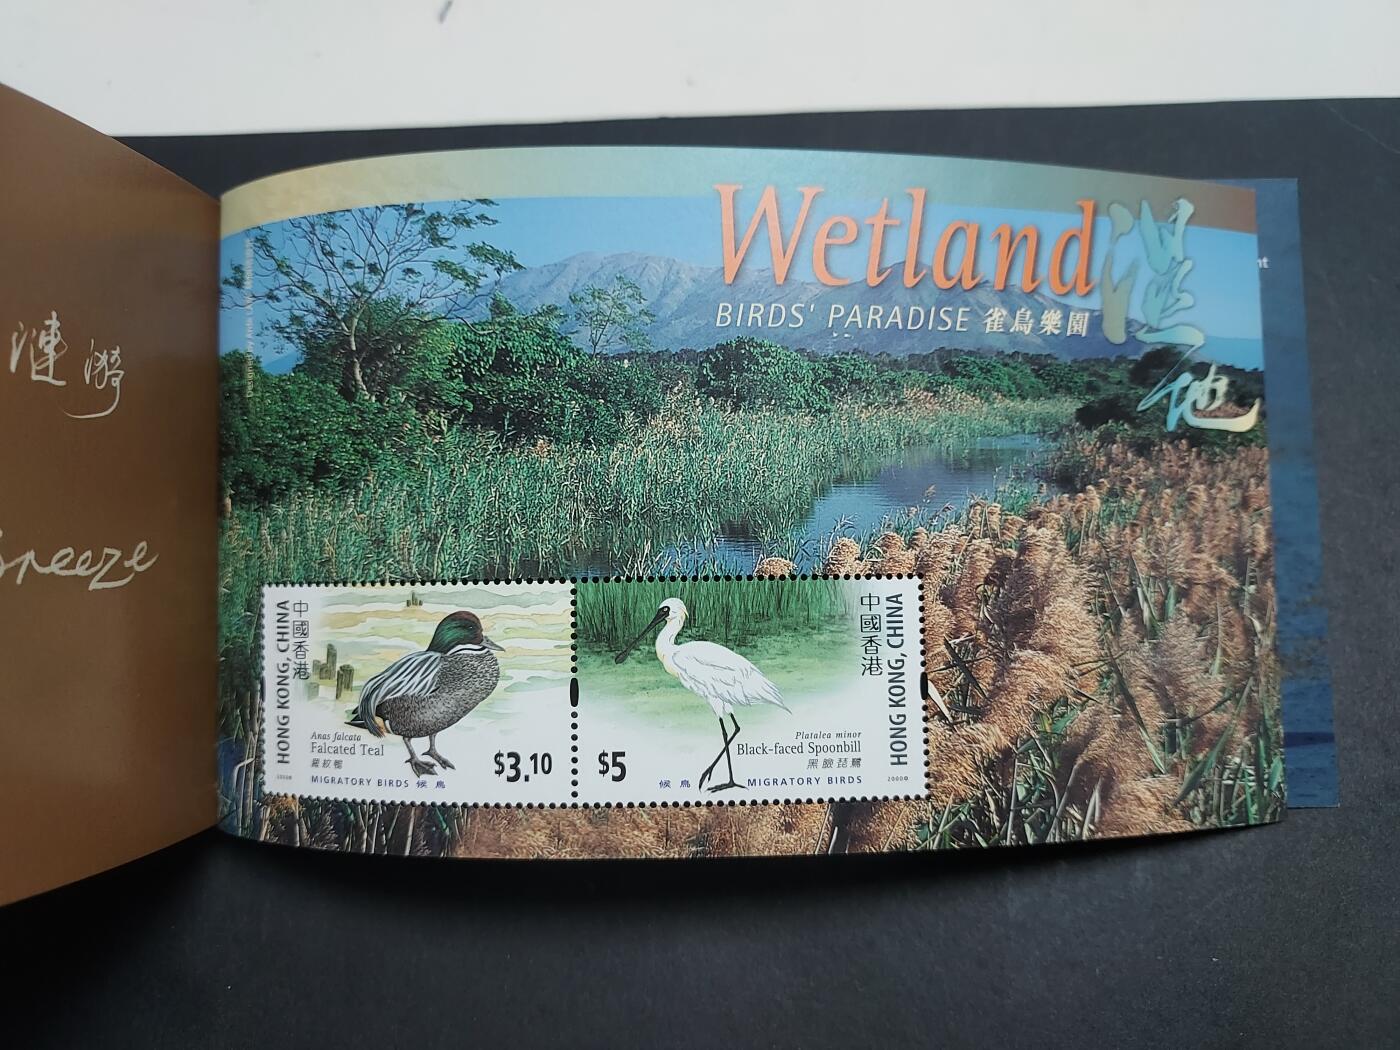 漣漪
Breeze
Wetland
濕地
BIRDS' PARADISE 雀鳥樂園
中國香港
HONG KONG, CHINA
Anas falcata
Falcated Teal
羅紋鴨
$3.10
2000
MIGRATORY BIRDS 候鳥
中國香港
HONG KONG, CHINA
Platalea minor
Black-faced Spoonbill
黑臉琵鷺
$5
候鳥 MIGRATORY BIRDS
2000
nt